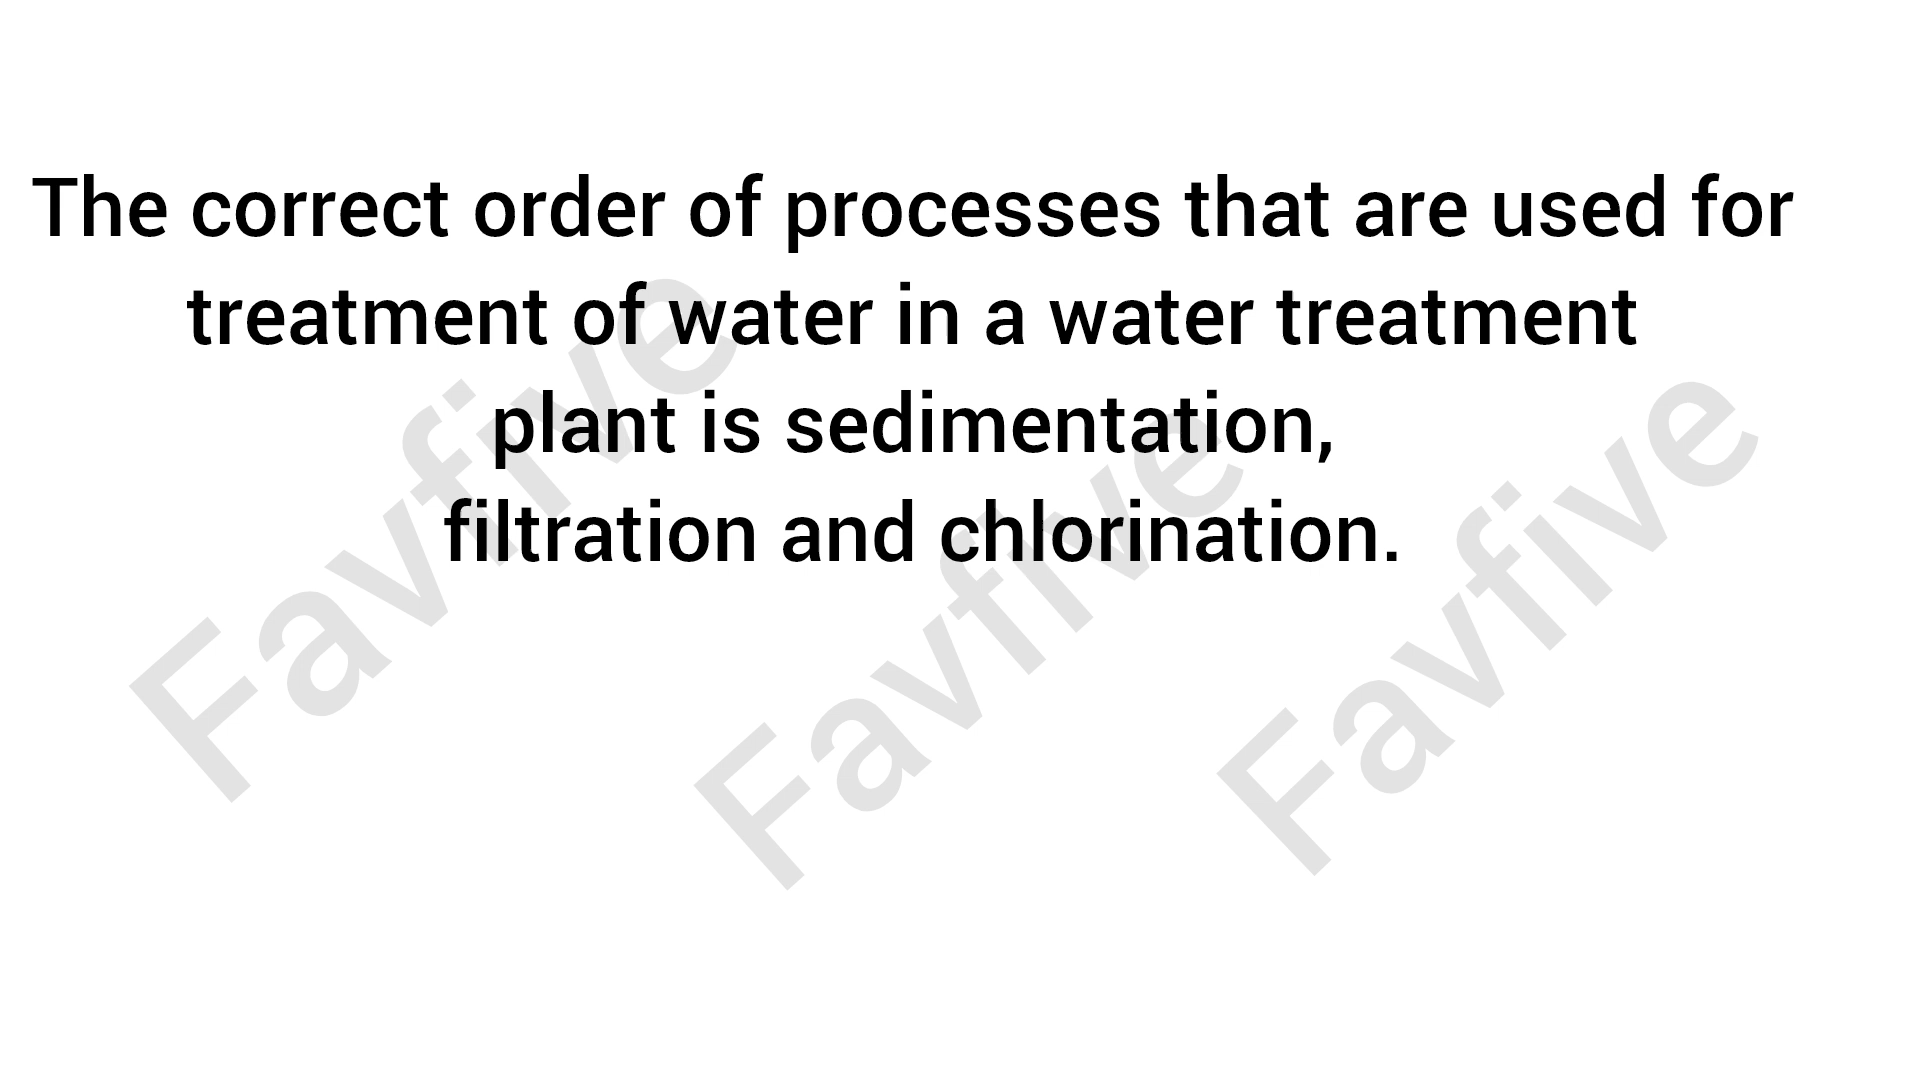 The correct order of processes that are used for
treatment of water in a water treatment
plant is sedimentation,
filtration and chlorination.
Favfive
Favfive
Favfive